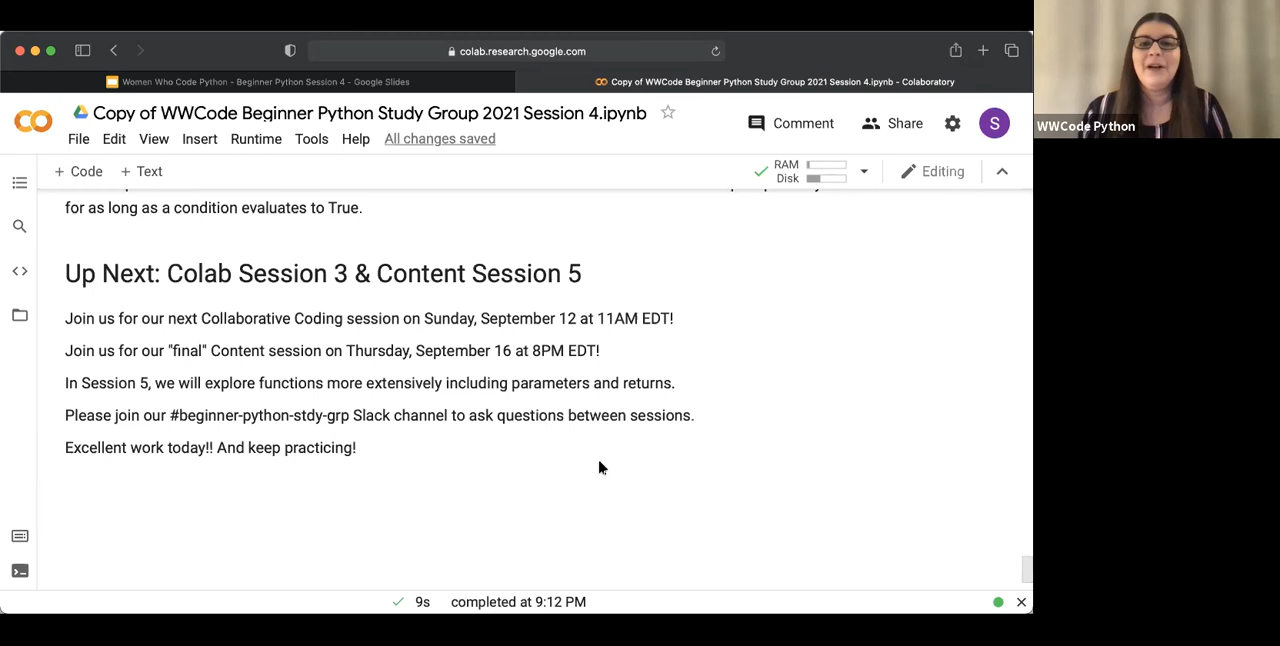 colab.research.google.com
Women Who Code Python - Beginner Python Session 4 - Google Slides
Copy of WWCode Beginner Python Study Group 2021 Session 4.ipynb - Colaboratory
Copy of WWCode Beginner Python Study Group 2021 Session 4.ipynb
Comment
Share
S
WWCode Python
File Edit View Insert Runtime Tools Help All changes saved
+ Code + Text
RAM
Disk
Editing
for as long as a condition evaluates to True.
Up Next: Colab Session 3 & Content Session 5
Join us for our next Collaborative Coding session on Sunday, September 12 at 11AM EDT!
Join us for our "final" Content session on Thursday, September 16 at 8PM EDT!
In Session 5, we will explore functions more extensively including parameters and returns.
Please join our #beginner-python-stdy-grp Slack channel to ask questions between sessions.
Excellent work today!! And keep practicing!
9s completed at 9:12 PM